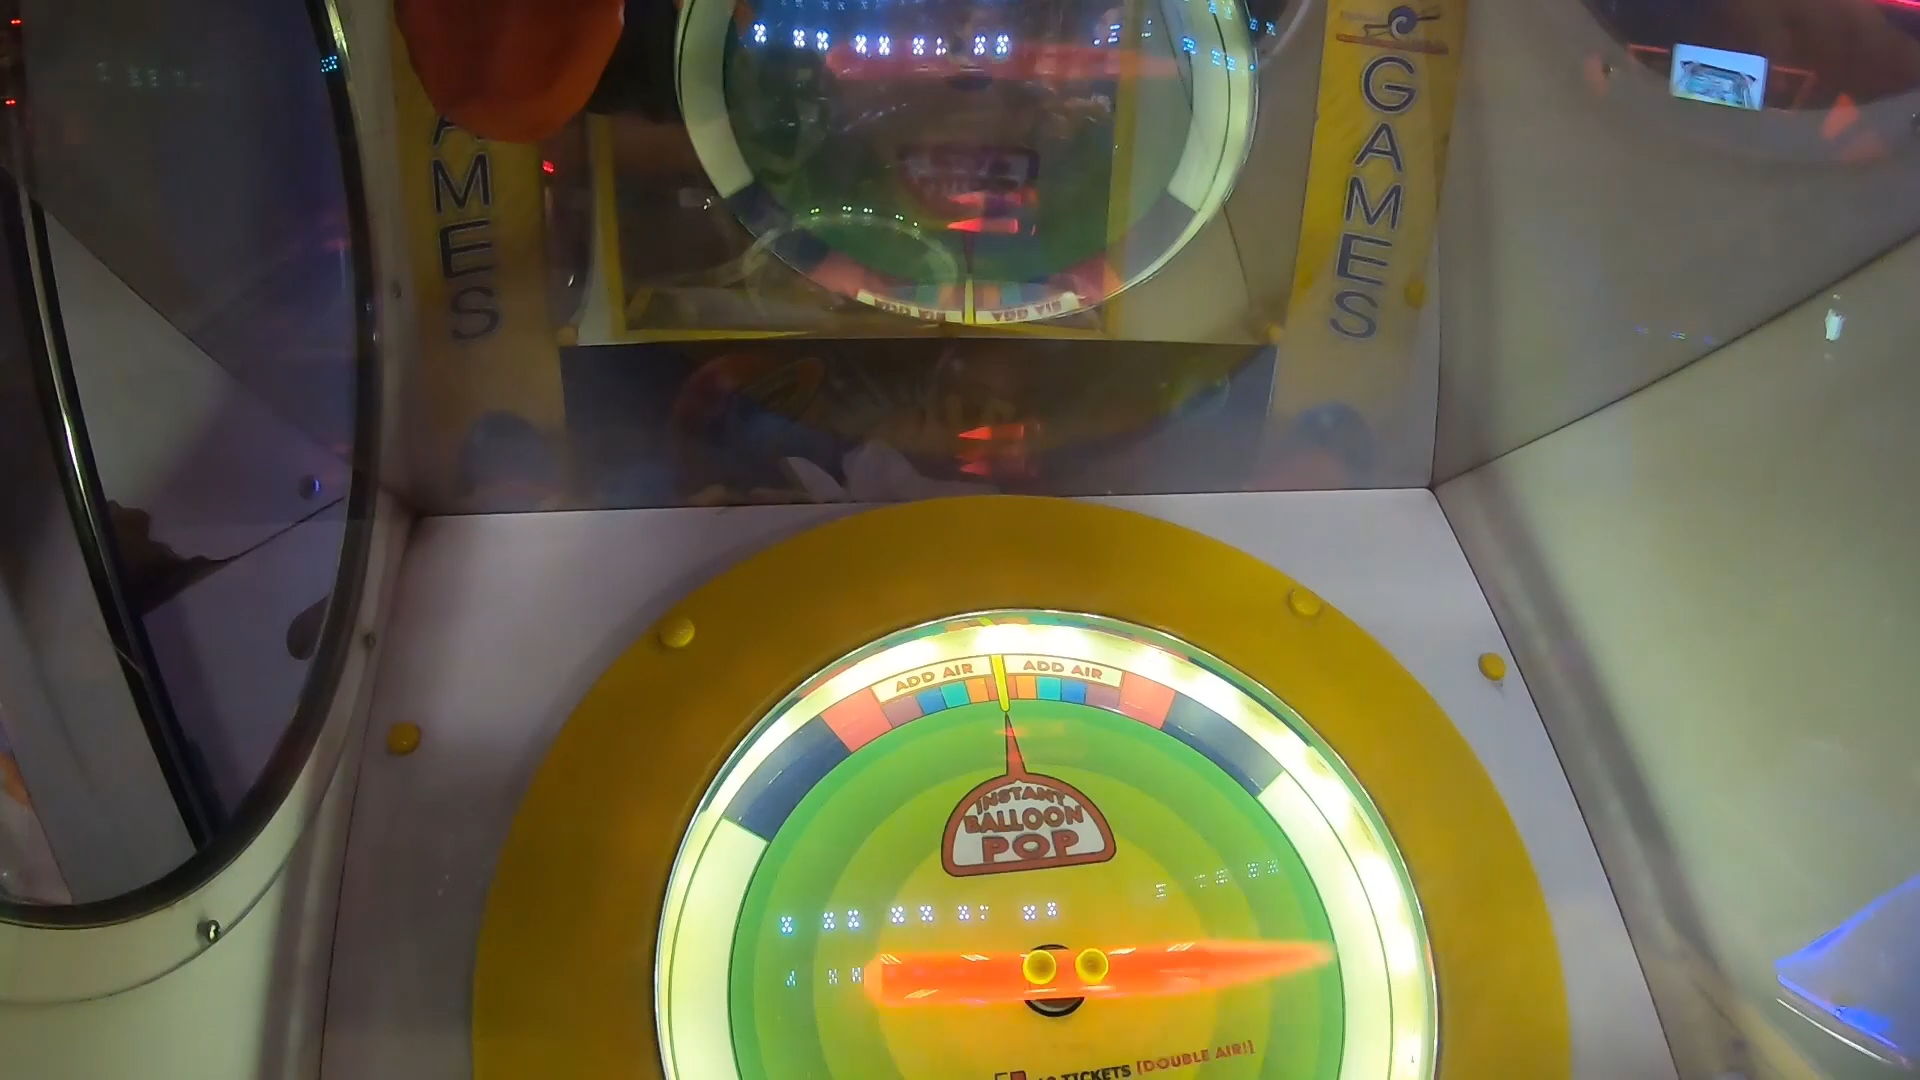 GAMES
AMES
ADD AIR ADD AIR
INSTANT
BALLOON
POP
TICKETS [DOUBLE AIR!]